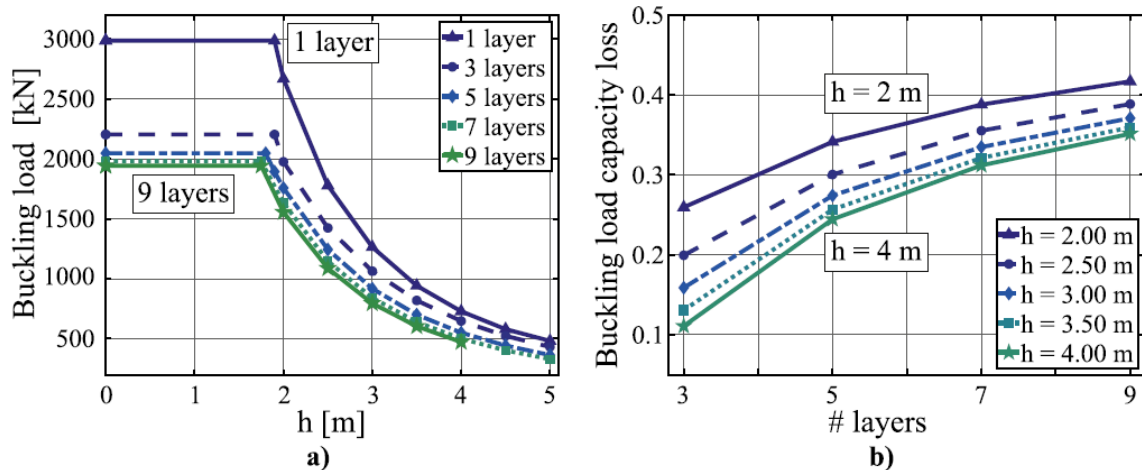 3000
2500
2000
1500
1000
500
0
1
2
3
4
5
Buckling load [kN]
h [m]
1 layer
9 layers
1 layer
3 layers
5 layers
7 layers
9 layers
a)
0.5
0.4
0.3
0.2
0.1
3
5
7
9
Buckling load capacity loss
# layers
h = 2 m
h = 4 m
h = 2.00 m
h = 2.50 m
h = 3.00 m
h = 3.50 m
h = 4.00 m
b)